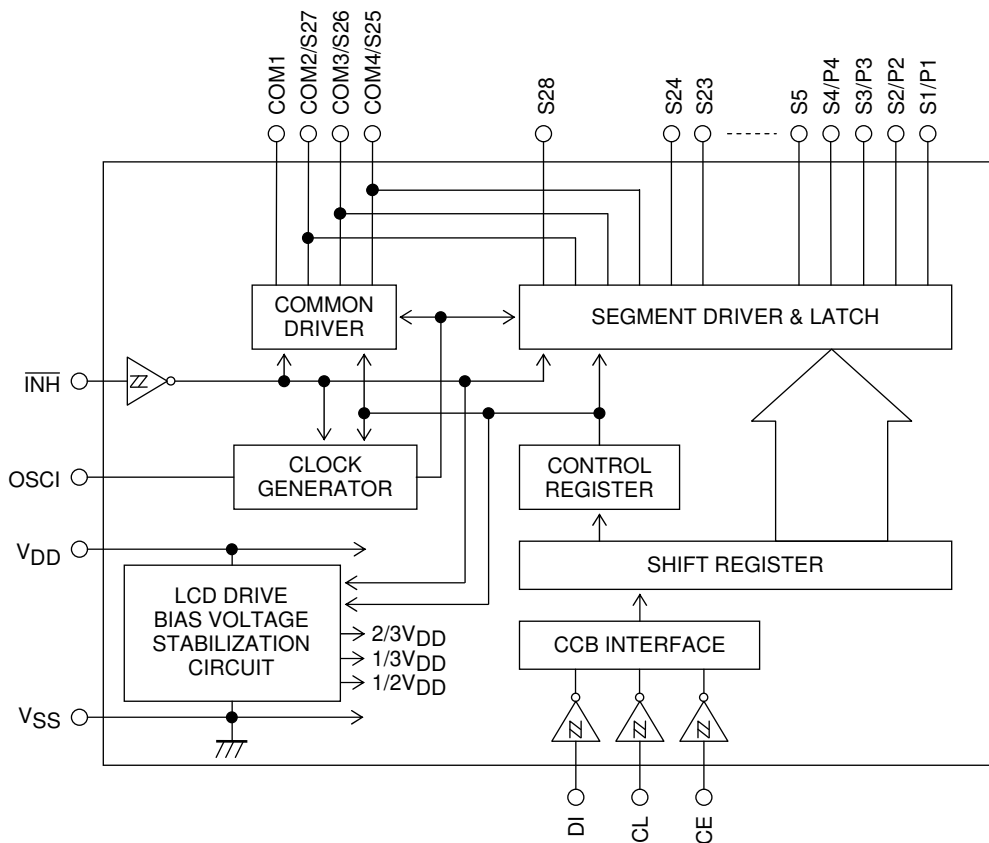 COM1
COM2/S27
COM3/S26
COM4/S25
S28
S24
S23
S5
S4/P4
S3/P3
S2/P2
S1/P1
COMMON
DRIVER
SEGMENT DRIVER & LATCH
INH
OSCI
CLOCK
GENERATOR
CONTROL
REGISTER
VDD
SHIFT REGISTER
LCD DRIVE
BIAS VOLTAGE
STABILIZATION
CIRCUIT
2/3VDD
1/3VDD
1/2VDD
CCB INTERFACE
VSS
DI
CL
CE